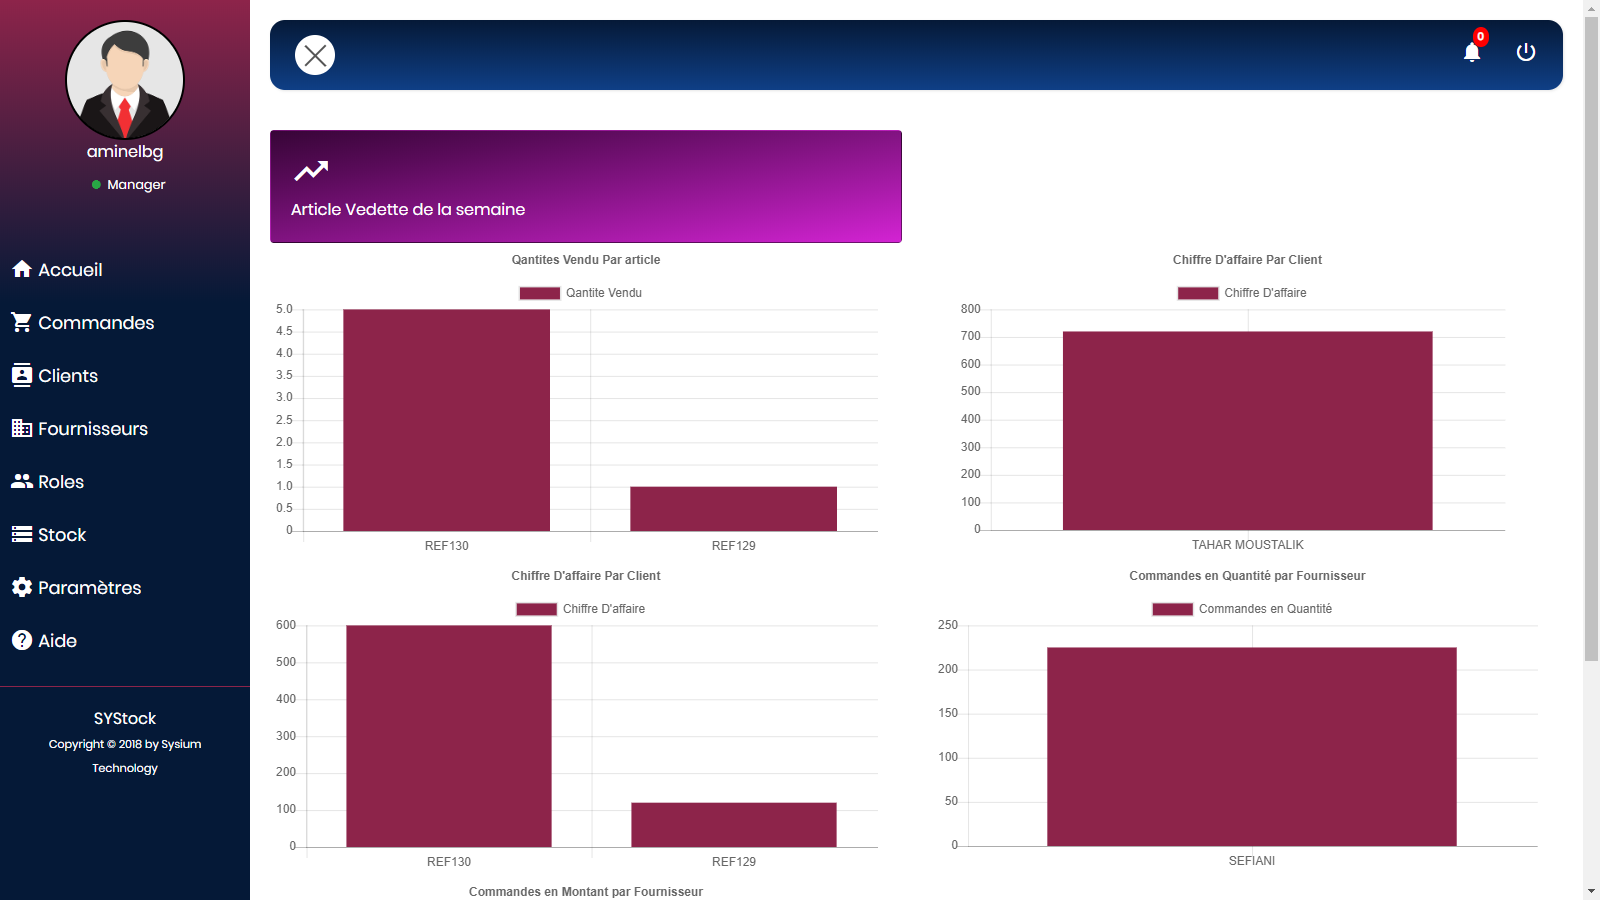 aminelbg
Manager
Accueil
Commandes
Clients
Fournisseurs
Roles
Stock
Paramètres
Aide
SYStock
Copyright © 2018 by Sysium
Technology
0
Article Vedette de la semaine
Qantites Vendu Par article
Qantite Vendu
5.0
4.5
4.0
3.5
3.0
2.5
2.0
1.5
1.0
0.5
0
REF130 REF129
Chiffre D'affaire Par Client
Chiffre D'affaire
800
700
600
500
400
300
200
100
0
TAHAR MOUSTALIK
Chiffre D'affaire Par Client
Chiffre D'affaire
600
500
400
300
200
100
0
REF130 REF129
Commandes en Quantité par Fournisseur
Commandes en Quantité
250
200
150
100
50
0
SEFIANI
Commandes en Montant par Fournisseur